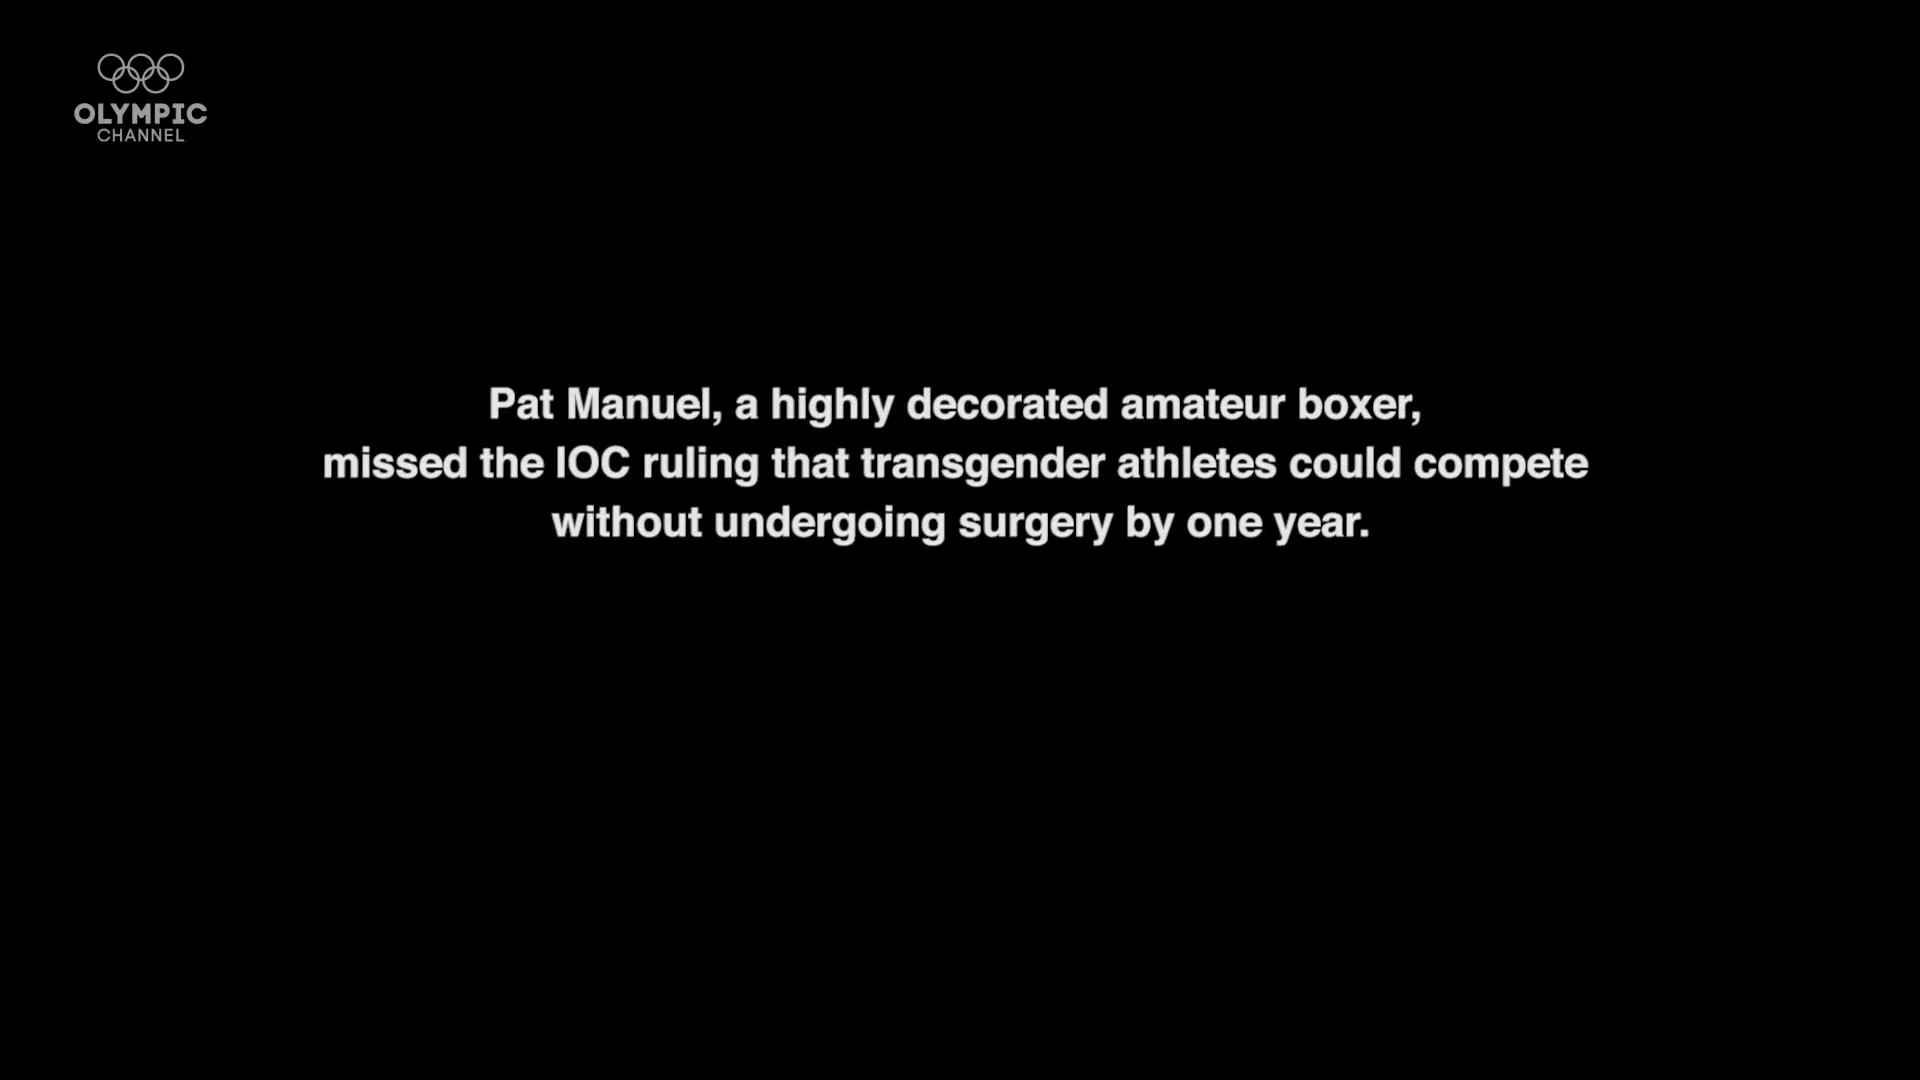 OLYMPIC
CHANNEL
Pat Manuel, a highly decorated amateur boxer,
missed the IOC ruling that transgender athletes could compete
without undergoing surgery by one year.